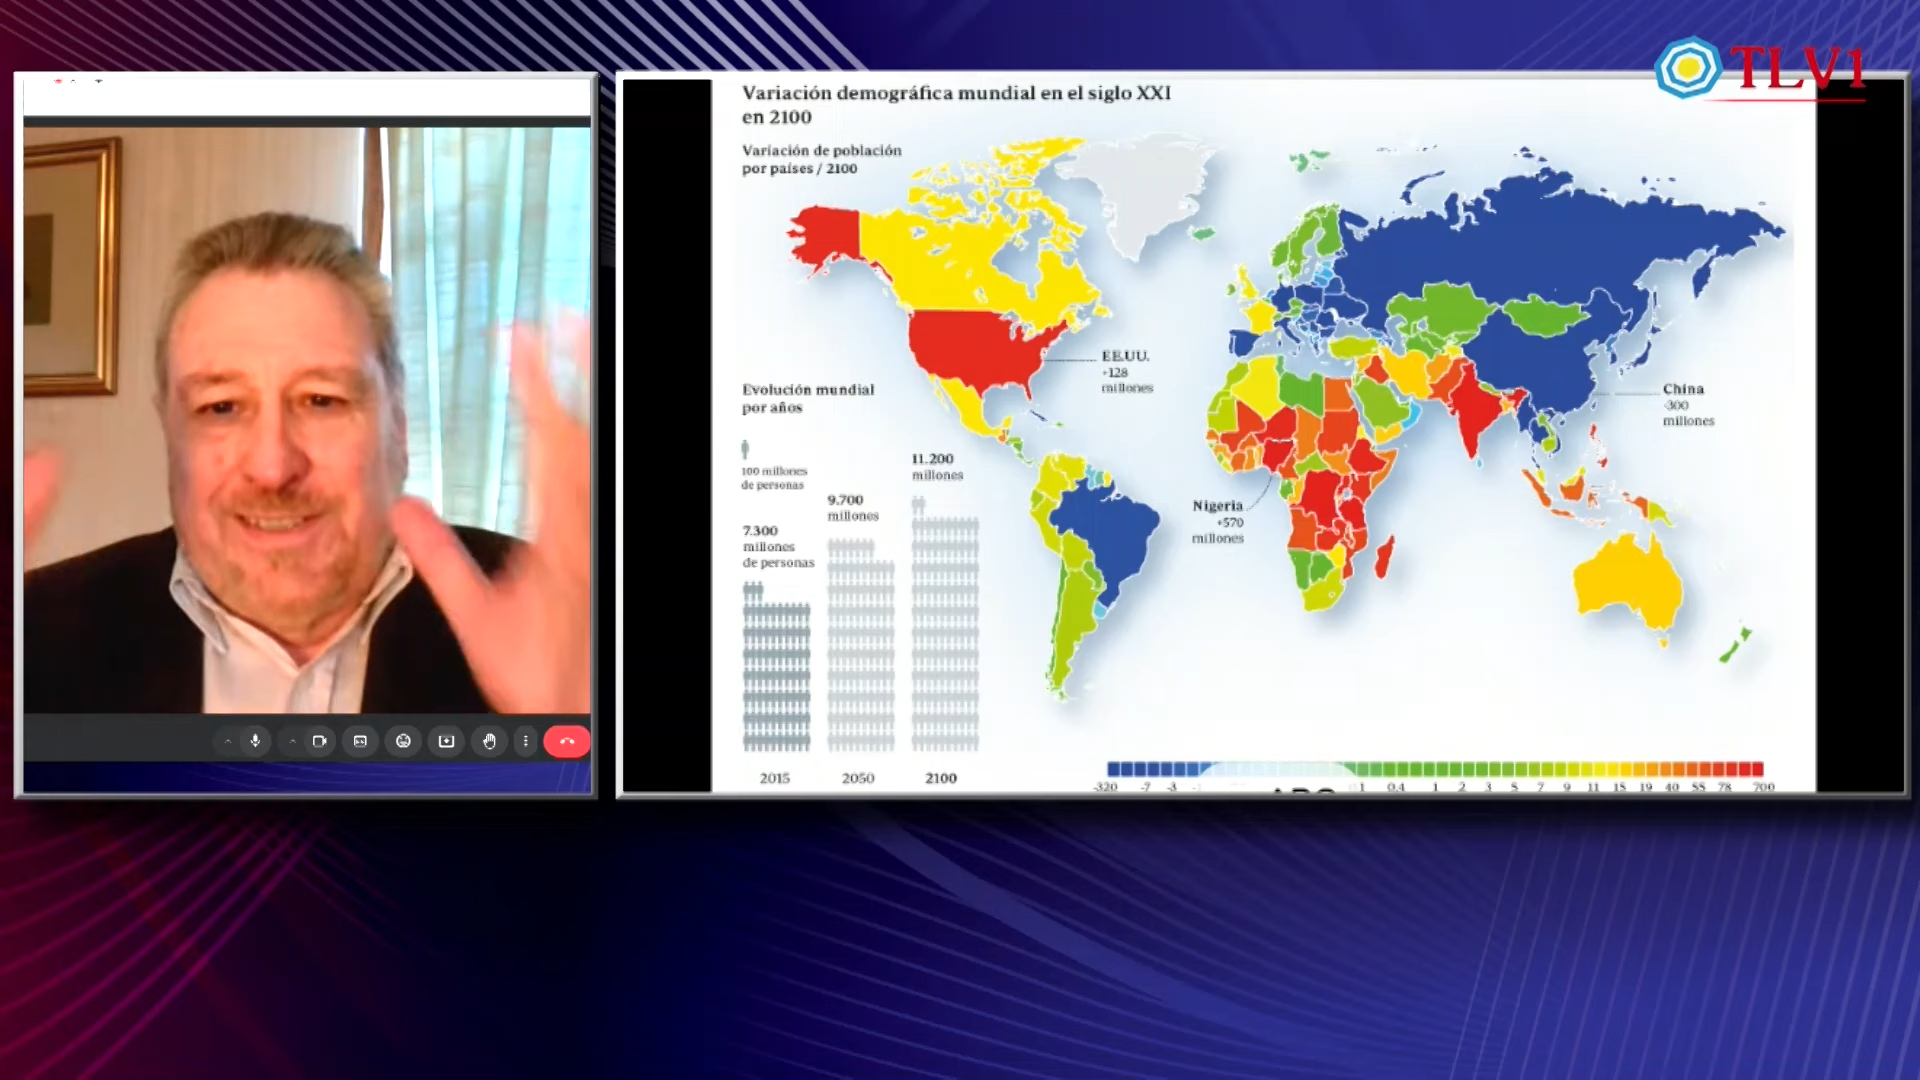 TLV1
Variación demográfica mundial en el siglo XXI
en 2100
Variación de población
por países / 2100
EE.UU.
+128
millones
China
-300
millones
Evolución mundial
por años
100 millones
de personas
11.200
millones
9.700
millones
7.300
millones
de personas
Nigeria
+570
millones
2015 2050 2100
-320 -7 -3 -1 0,1 0,4 1 2 3 5 7 9 11 15 19 40 55 78 700